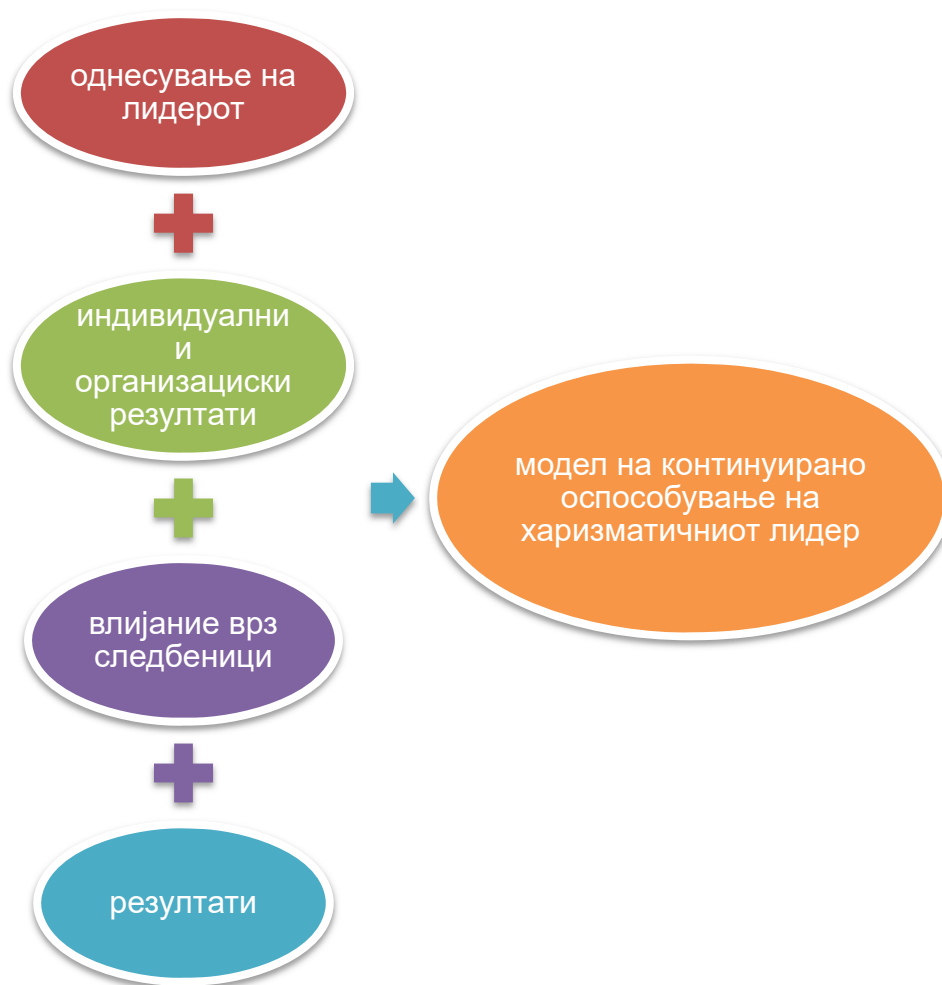 однесување на
лидерот
индивидуални
и
организациски
резултати
влијание врз
следбеници
резултати
модел на континуирано
оспособување на
харизматичниот лидер